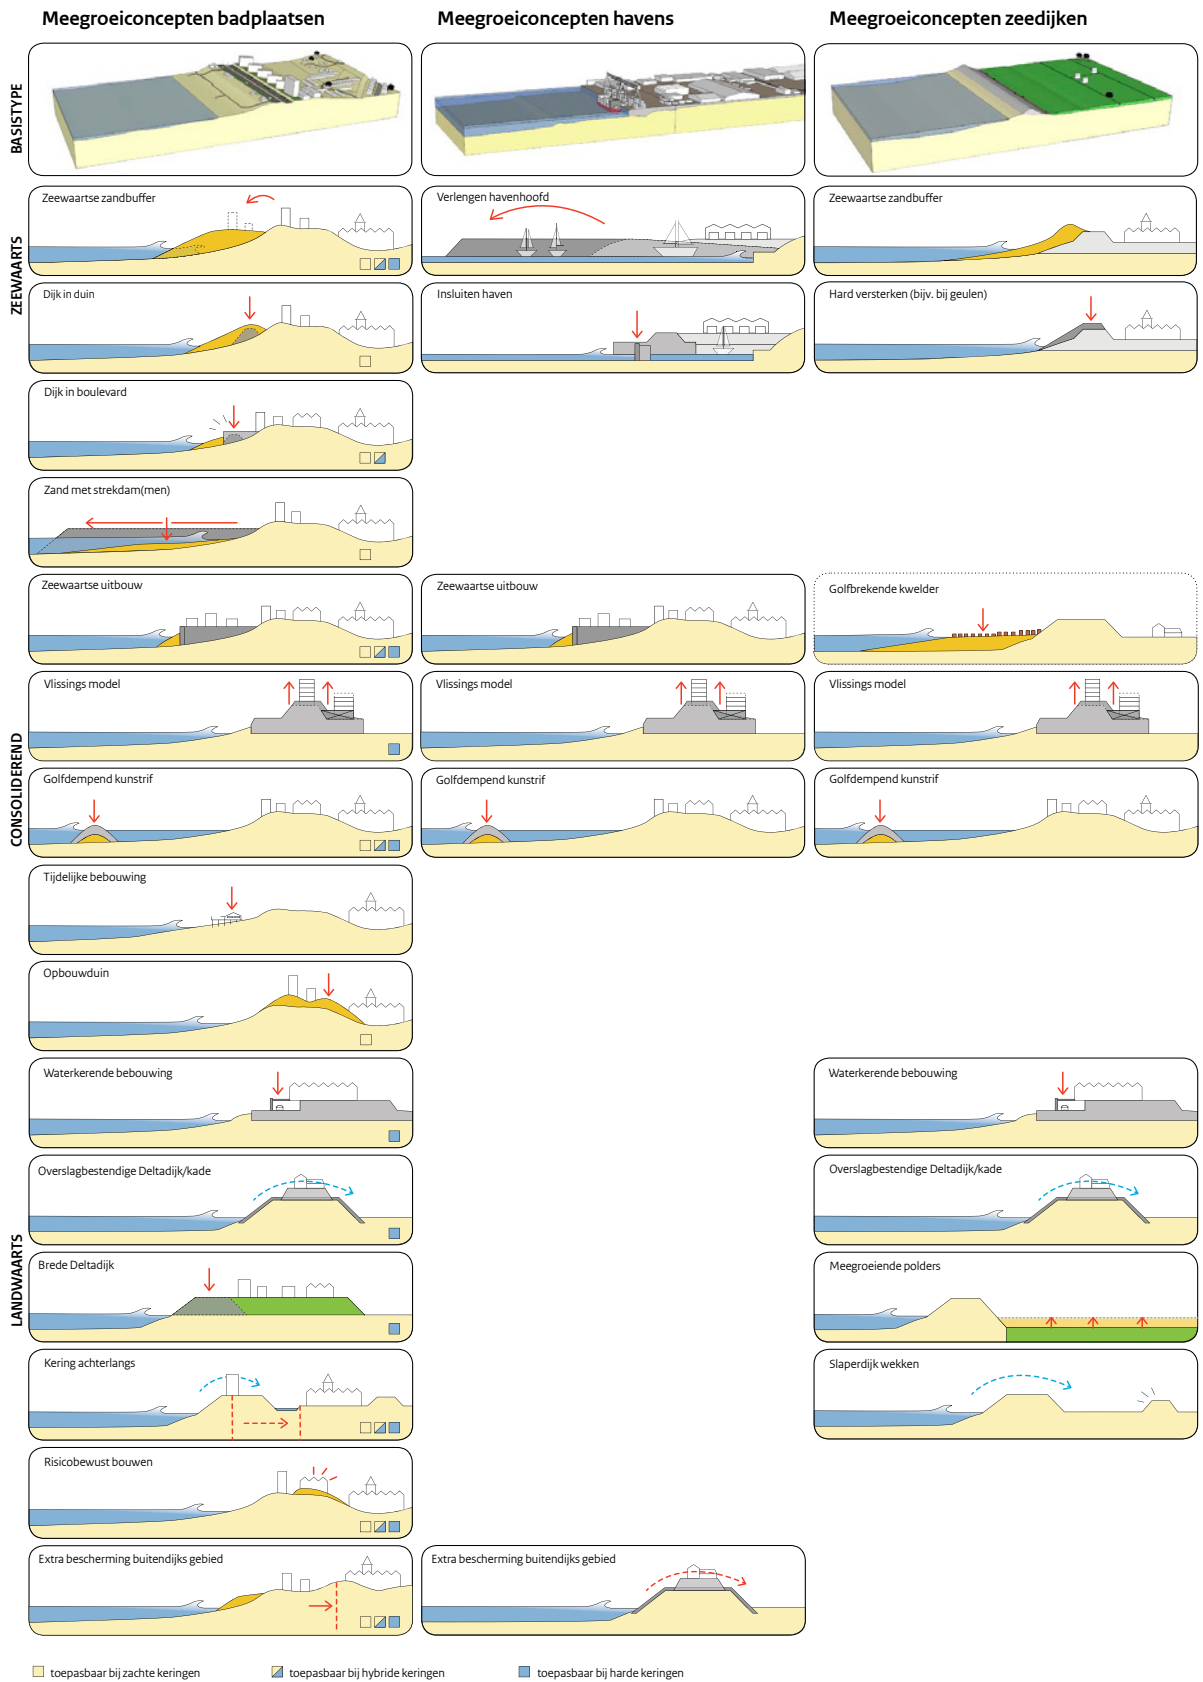 Meegroeiconcepten badplaatsen
Meegroeiconcepten havens
Meegroeiconcepten zeedijken
BASISTYPE
ZEEWAARTS
Zeewaartse zandbuffer
Verlengen havenhoofd
Zeewaartse zandbuffer
Dijk in duin
Insluiten haven
Hard versterken (bijv. bij geulen)
Dijk in boulevard
Zand met strekdam(men)
Zeewaartse uitbouw
Zeewaartse uitbouw
Golfbrekende kwelder
CONSOLIDEREND
Vlissings model
Vlissings model
Vlissings model
Golfdempend kunstrif
Golfdempend kunstrif
Golfdempend kunstrif
Tijdelijke bebouwing
Opbouwduin
Waterkerende bebouwing
Waterkerende bebouwing
LANDWAARTS
Overslagbestendige Deltadijk/kade
Overslagbestendige Deltadijk/kade
Brede Deltadijk
Meegroeiende polders
Kering achterlangs
Slaperdijk wekken
Risicobewust bouwen
Extra bescherming buitendijks gebied
Extra bescherming buitendijks gebied
toepasbaar bij zachte keringen
toepasbaar bij hybride keringen
toepasbaar bij harde keringen